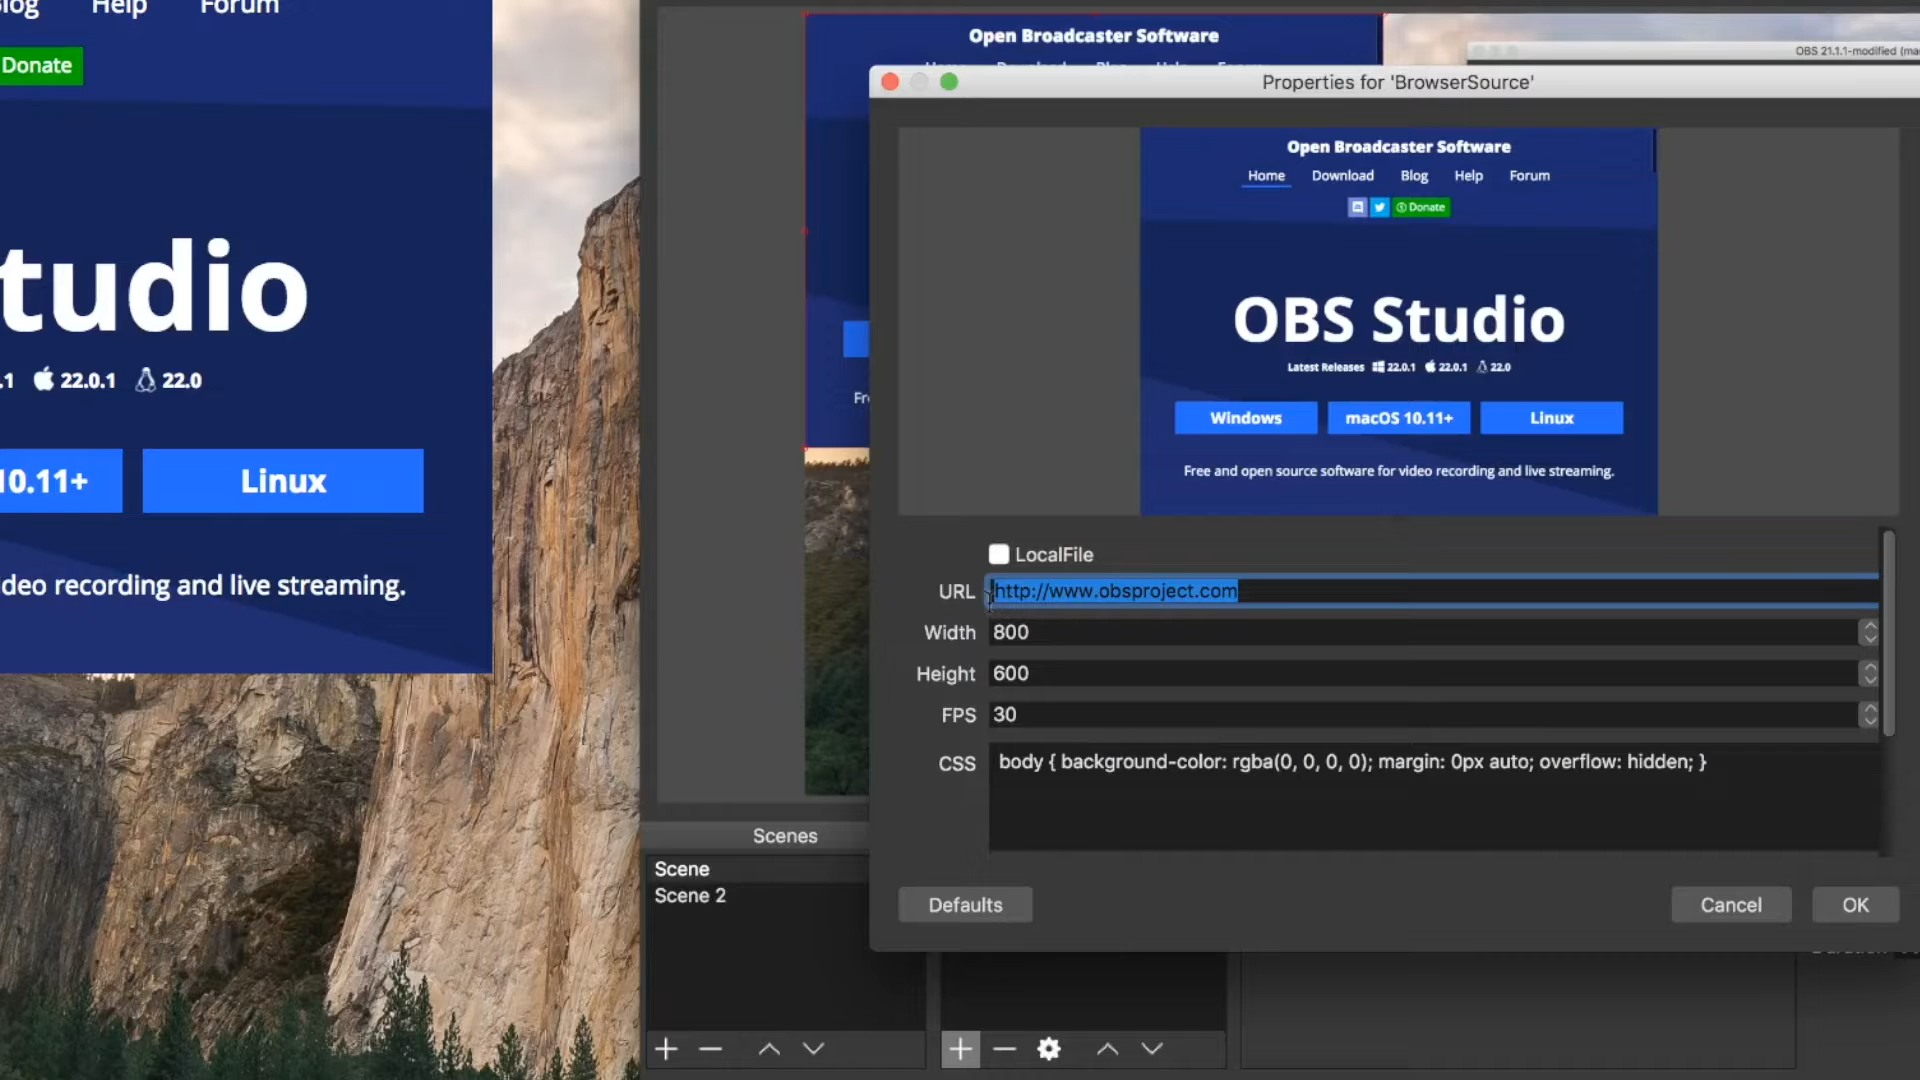 Help
Forum
Donate
tudio
.1 22.0.1 22.0
10.11+
Linux
deo recording and live streaming.
Open Broadcaster Software
OBS 21.1.1-modified (ma
Fr
Properties for 'BrowserSource'
Open Broadcaster Software
Home Download Blog Help Forum
Donate
OBS Studio
Latest Releases 22.0.1 22.0.1 22.0
Windows macOS 10.11+ Linux
Free and open source software for video recording and live streaming.
LocalFile
URL http://www.obsproject.com
Width 800
Height 600
FPS 30
CSS body { background-color: rgba(0, 0, 0, 0); margin: 0px auto; overflow: hidden; }
Defaults
Cancel
OK
Scenes
Scene
Scene 2